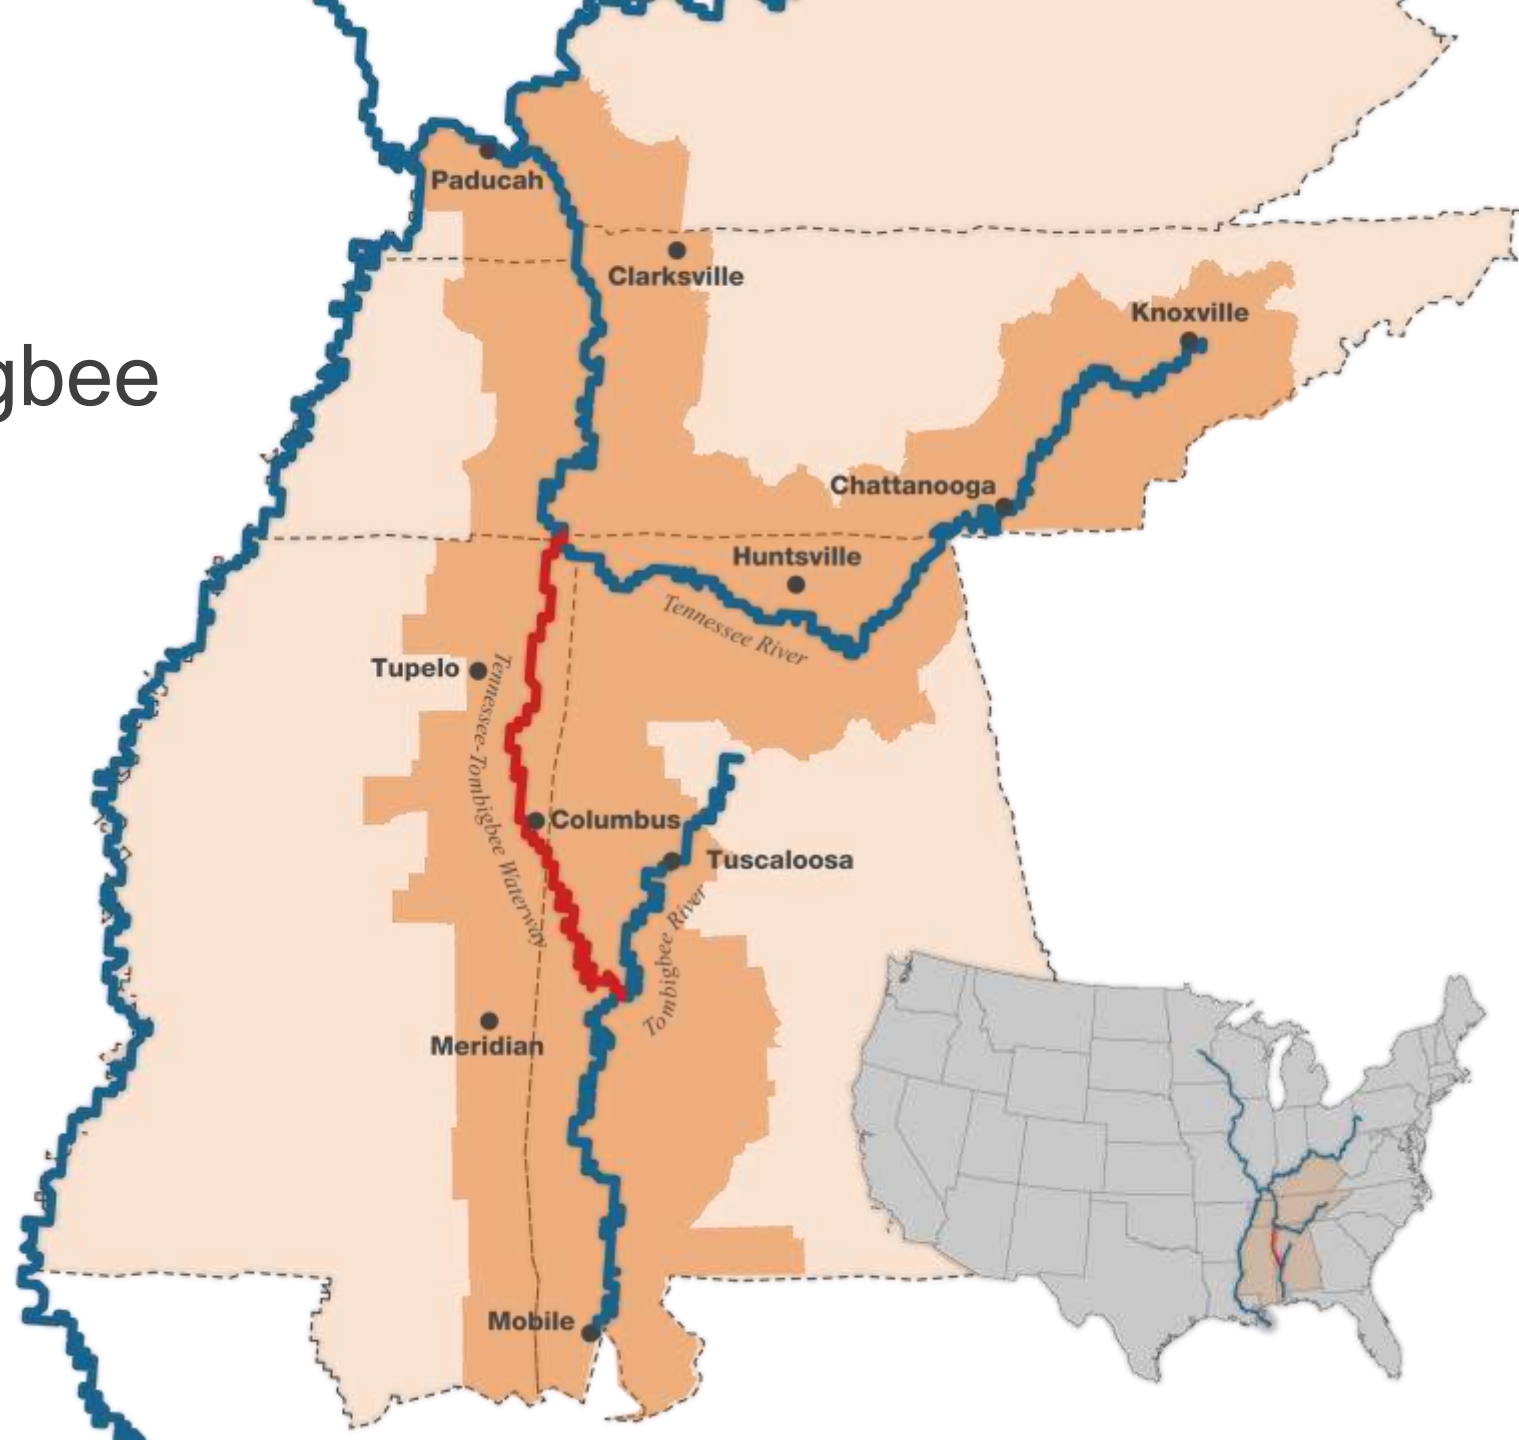 Paducah
Clarksville
Knoxville
gbee
Chattanooga
Huntsville
Tennessee River
Tupelo
Tennessee-Tombigbee Waterway
Columbus
Tuscaloosa
Tombigbee River
Meridian
Mobile